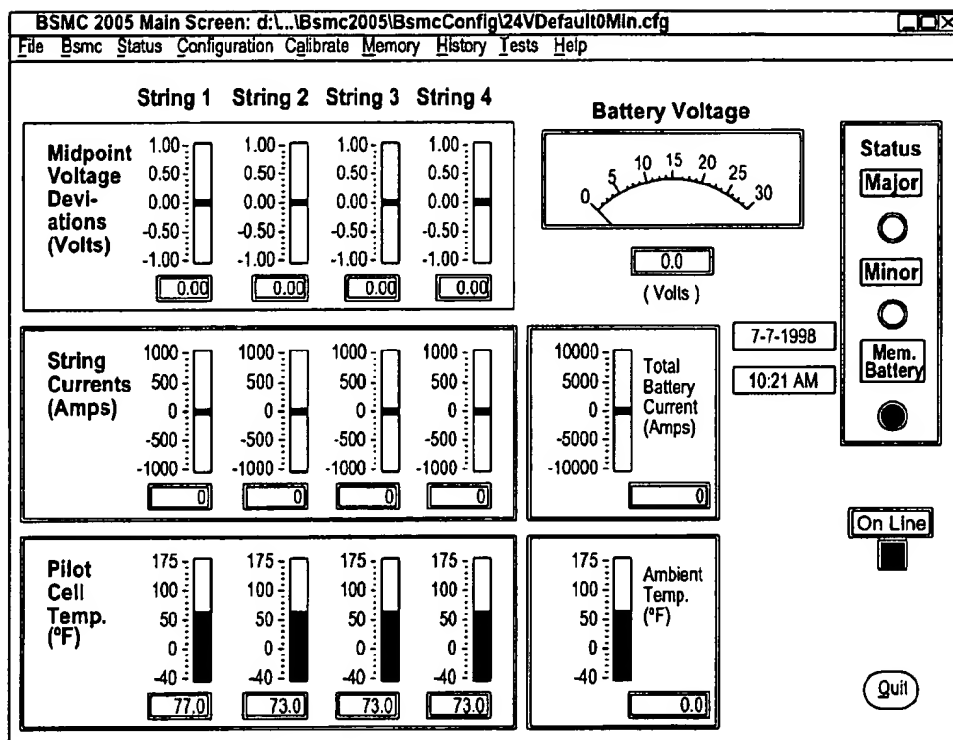 BSMC 2005 Main Screen: d:\...\Bsmc2005\BsmcConfig\24VDefault0Min.cfg
File Bsmc Status Configuration Calibrate Memory History Tests Help
String 1 String 2 String 3 String 4
Midpoint
Voltage
Devi-
ations
(Volts)
1.00 1.00 1.00 1.00
0.50 0.50 0.50 0.50
0.00 0.00 0.00 0.00
-0.50 -0.50 -0.50 -0.50
-1.00 -1.00 -1.00 -1.00
0.00 0.00 0.00 0.00
Battery Voltage
0 5 10 15 20 25 30
0.0
( Volts )
Status
Major
Minor
Mem.
Battery
7-7-1998
10:21 AM
String
Currents
(Amps)
1000 1000 1000 1000
500 500 500 500
0 0 0 0
-500 -500 -500 -500
-1000 -1000 -1000 -1000
0 0 0 0
10000
5000
0
-5000
-10000
Total
Battery
Current
(Amps)
0
On Line
Pilot
Cell
Temp.
(ºF)
175 175 175 175
100 100 100 100
50 50 50 50
0 0 0 0
-40 -40 -40 -40
77.0 73.0 73.0 73.0
175
100
50
0
-40
Ambient
Temp.
(ºF)
0.0
Quit